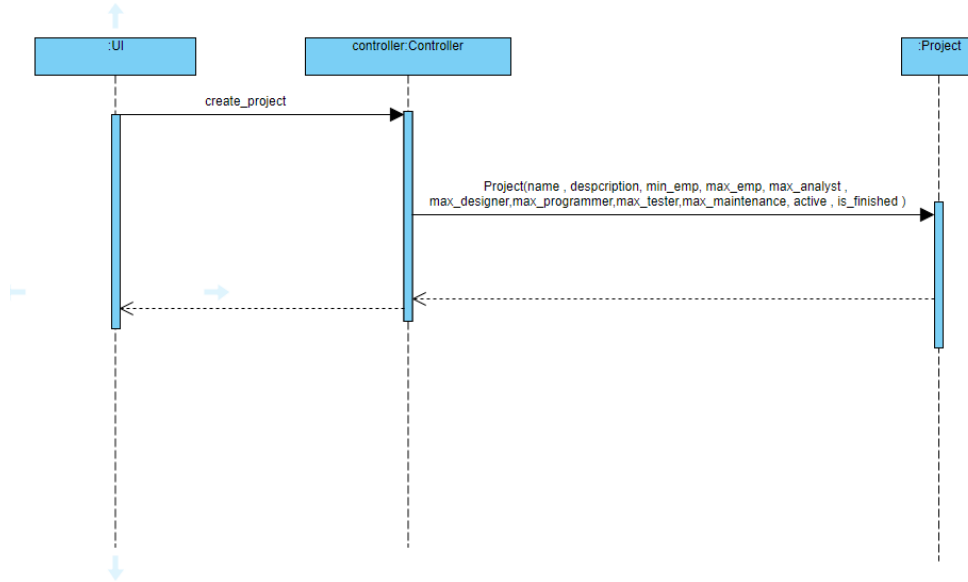 :UI
controller:Controller
:Project
create_project
Project(name , despcription, min_emp, max_emp, max_analyst ,
max_designer,max_programmer,max_tester,max_maintenance, active , is_finished )